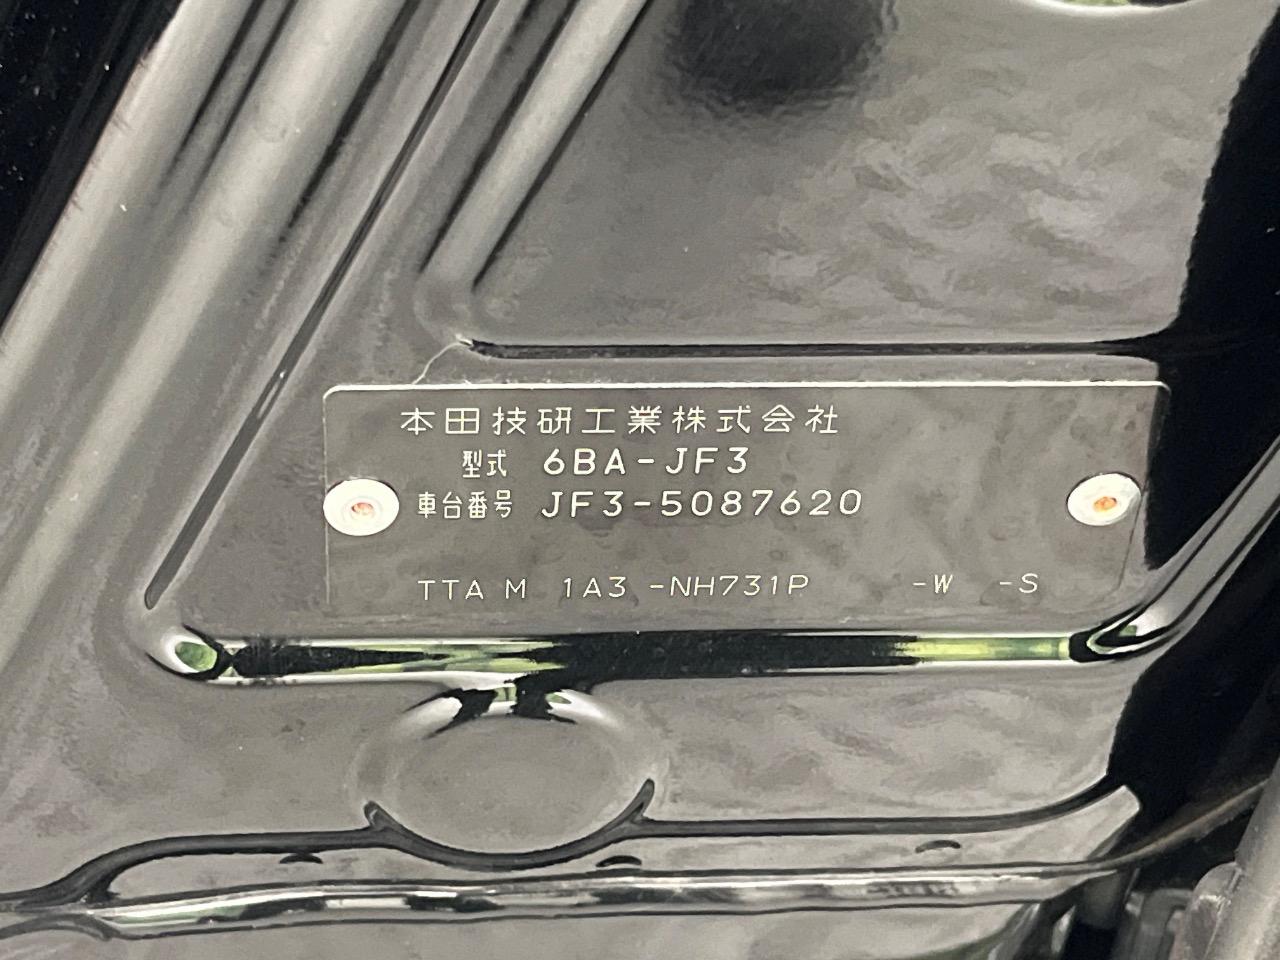 本田技研工業株式会社
型式 6BA-JF3
車台番号 JF3-5087620
TTA M 1A3 -NH731P -W -S